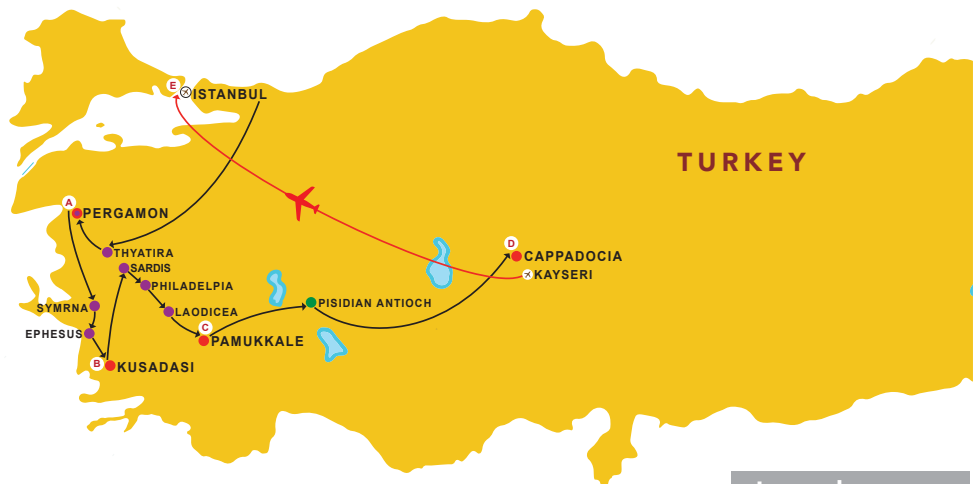 E
ISTANBUL
TURKEY
A
PERGAMON
THYATIRA
SARDIS
PHILADELPIA
SYMRNA
LAODICEA
EPHESUS
B
KUSADASI
C
PAMUKKALE
PISIDIAN ANTIOCH
D
CAPPADOCIA
KAYSERI